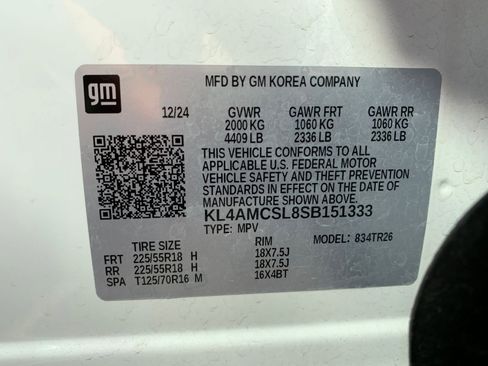 gm
MFD BY GM KOREA COMPANY
12/24 GVWR GAWR FRT GAWR RR
2000 KG 1060 KG 1060 KG
4409 LB 2336 LB 2336 LB
THIS VEHICLE CONFORMS TO ALL
APPLICABLE U.S. FEDERAL MOTOR
VEHICLE SAFETY AND THEFT PREVENTION
STANDARDS IN EFFECT ON THE DATE OF
MANUFACTURE SHOWN ABOVE.
KL4AMCSL8SB151333
TYPE: MPV MODEL: 834TR26
TIRE SIZE RIM
FRT 225/55R18 H 18X7.5J
RR 225/55R18 H 18X7.5J
SPA T125/70R16 M 16X4BT